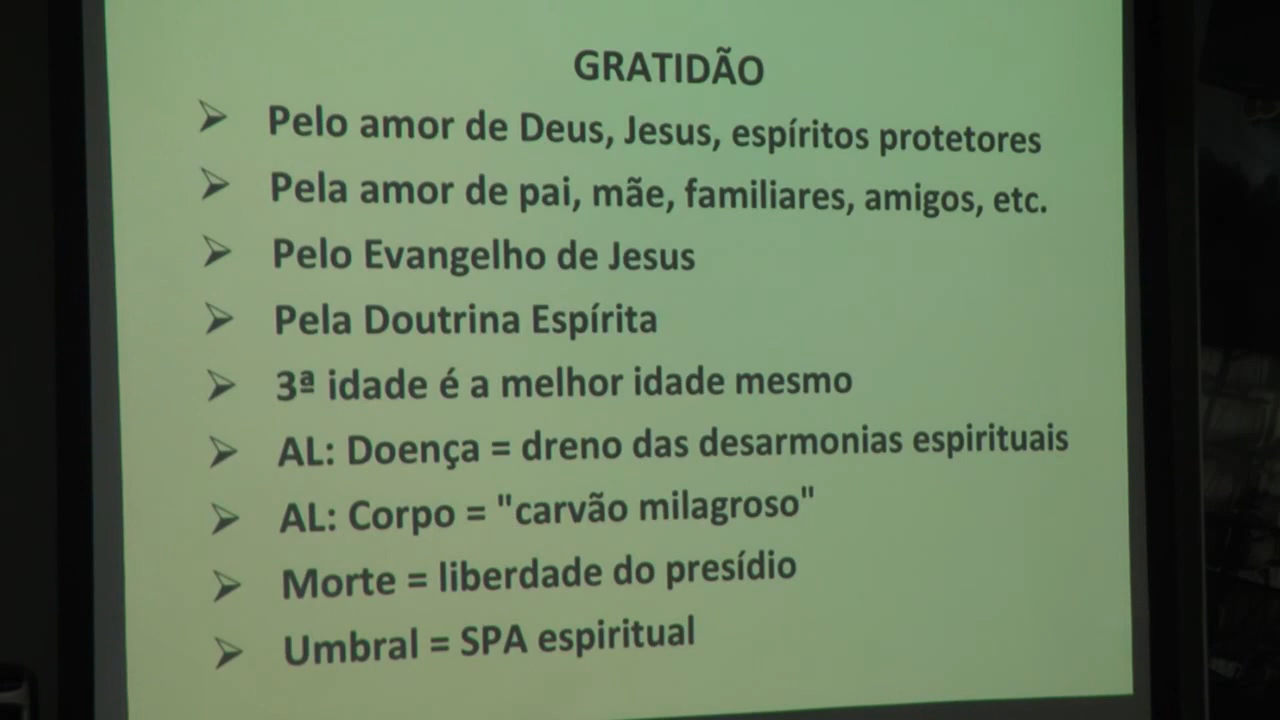 GRATIDÃO
➢ Pelo amor de Deus, Jesus, espíritos protetores
➢ Pela amor de pai, mãe, familiares, amigos, etc.
➢ Pelo Evangelho de Jesus
➢ Pela Doutrina Espírita
➢ 3ª idade é a melhor idade mesmo
➢ AL: Doença = dreno das desarmonias espirituais
➢ AL: Corpo = "carvão milagroso"
➢ Morte = liberdade do presídio
➢ Umbral = SPA espiritual